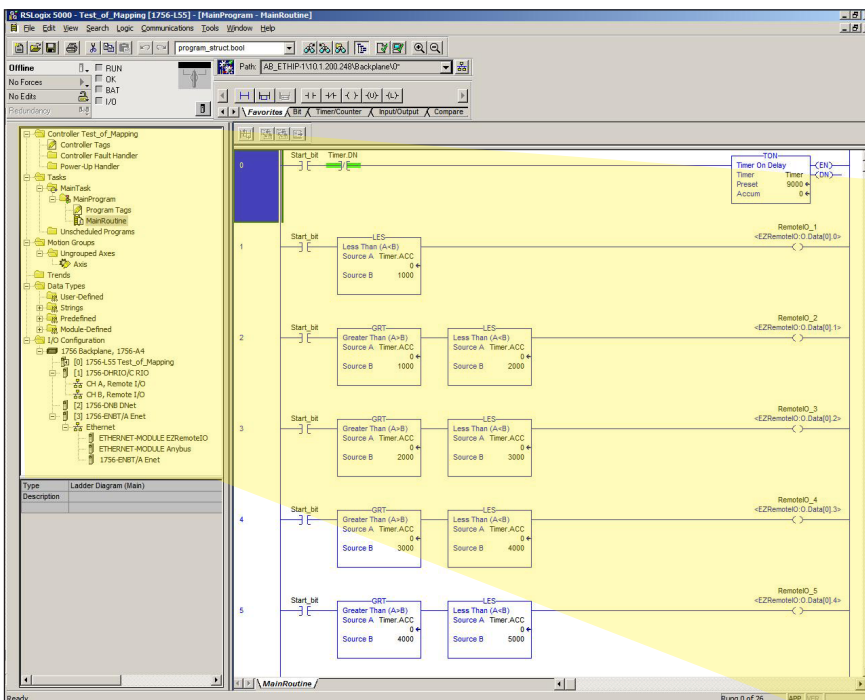 RSLogix 5000 - Test_of_Mapping [1756-L55] - [MainProgram - MainRoutine]
File Edit View Search Logic Communications Tools Window Help
program_struct.bool
Offline
RUN
Path: AB_ETHIP-1\10.1.200.248\Backplane\0*
No Forces
OK
BAT
No Edits
I/O
Redundancy
Favorites Bit Timer/Counter Input/Output Compare
Controller Test_of_Mapping
Controller Tags
Controller Fault Handler
Power-Up Handler
Tasks
MainTask
MainProgram
Program Tags
MainRoutine
Unscheduled Programs
Motion Groups
Ungrouped Axes
Axis
Trends
Data Types
User-Defined
Strings
Predefined
Module-Defined
I/O Configuration
1756 Backplane, 1756-A4
[0] 1756-L55 Test_of_Mapping
[1] 1756-DHRIO/C RIO
CH A, Remote I/O
CH B, Remote I/O
[2] 1756-DNB DNet
[3] 1756-ENBT/A Enet
Ethernet
ETHERNET-MODULE EZRemoteIO
ETHERNET-MODULE Anybus
1756-ENBT/A Enet
Type Ladder Diagram (Main)
Description
0
Start_bit Timer.DN
TON
Timer On Delay
EN
Timer Timer
DN
Preset 9000
Accum 0
1
Start_bit
LES
Less Than (A<B)
Source A Timer.ACC
0
Source B 1000
RemoteIO_1
<EZRemoteIO:O.Data[0].0>
2
Start_bit
GRT
Greater Than (A>B)
Source A Timer.ACC
0
Source B 1000
LES
Less Than (A<B)
Source A Timer.ACC
0
Source B 2000
RemoteIO_2
<EZRemoteIO:O.Data[0].1>
3
Start_bit
GRT
Greater Than (A>B)
Source A Timer.ACC
0
Source B 2000
LES
Less Than (A<B)
Source A Timer.ACC
0
Source B 3000
RemoteIO_3
<EZRemoteIO:O.Data[0].2>
4
Start_bit
GRT
Greater Than (A>B)
Source A Timer.ACC
0
Source B 3000
LES
Less Than (A<B)
Source A Timer.ACC
0
Source B 4000
RemoteIO_4
<EZRemoteIO:O.Data[0].3>
5
Start_bit
GRT
Greater Than (A>B)
Source A Timer.ACC
0
Source B 4000
LES
Less Than (A<B)
Source A Timer.ACC
0
Source B 5000
RemoteIO_5
<EZRemoteIO:O.Data[0].4>
MainRoutine
Ready
Rung 0 of 26
APP